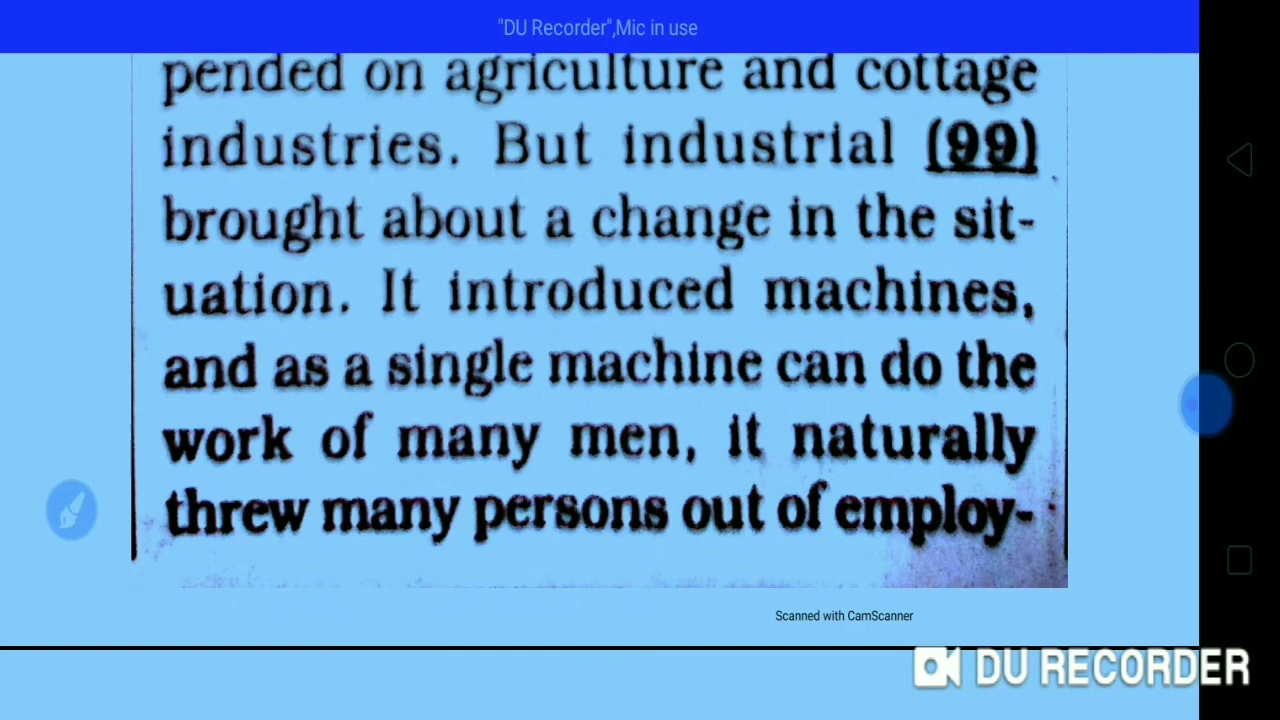 "DU Recorder",Mic in use
pended on agriculture and cottage
industries. But industrial (99)
brought about a change in the sit-
uation. It introduced machines,
and as a single machine can do the
work of many men, it naturally
threw many persons out of employ-
Scanned with CamScanner
DU RECORDER